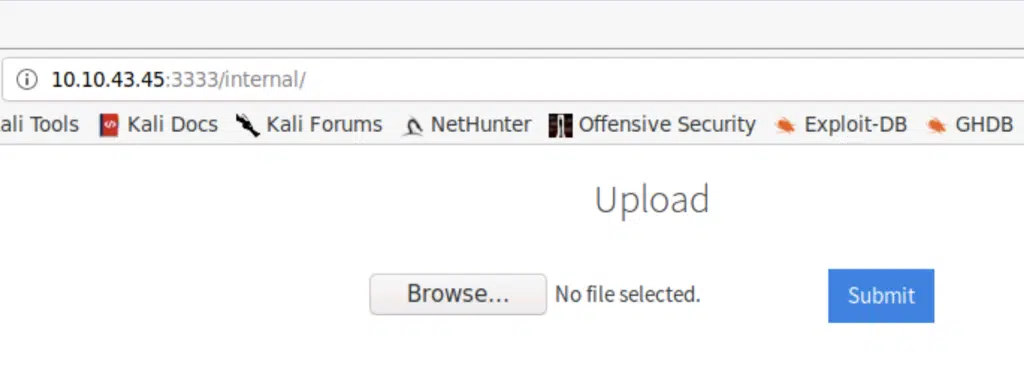 10.10.43.45:3333/internal/
ali Tools Kali Docs Kali Forums NetHunter Offensive Security Exploit-DB GHDB
Upload
Browse... No file selected. Submit